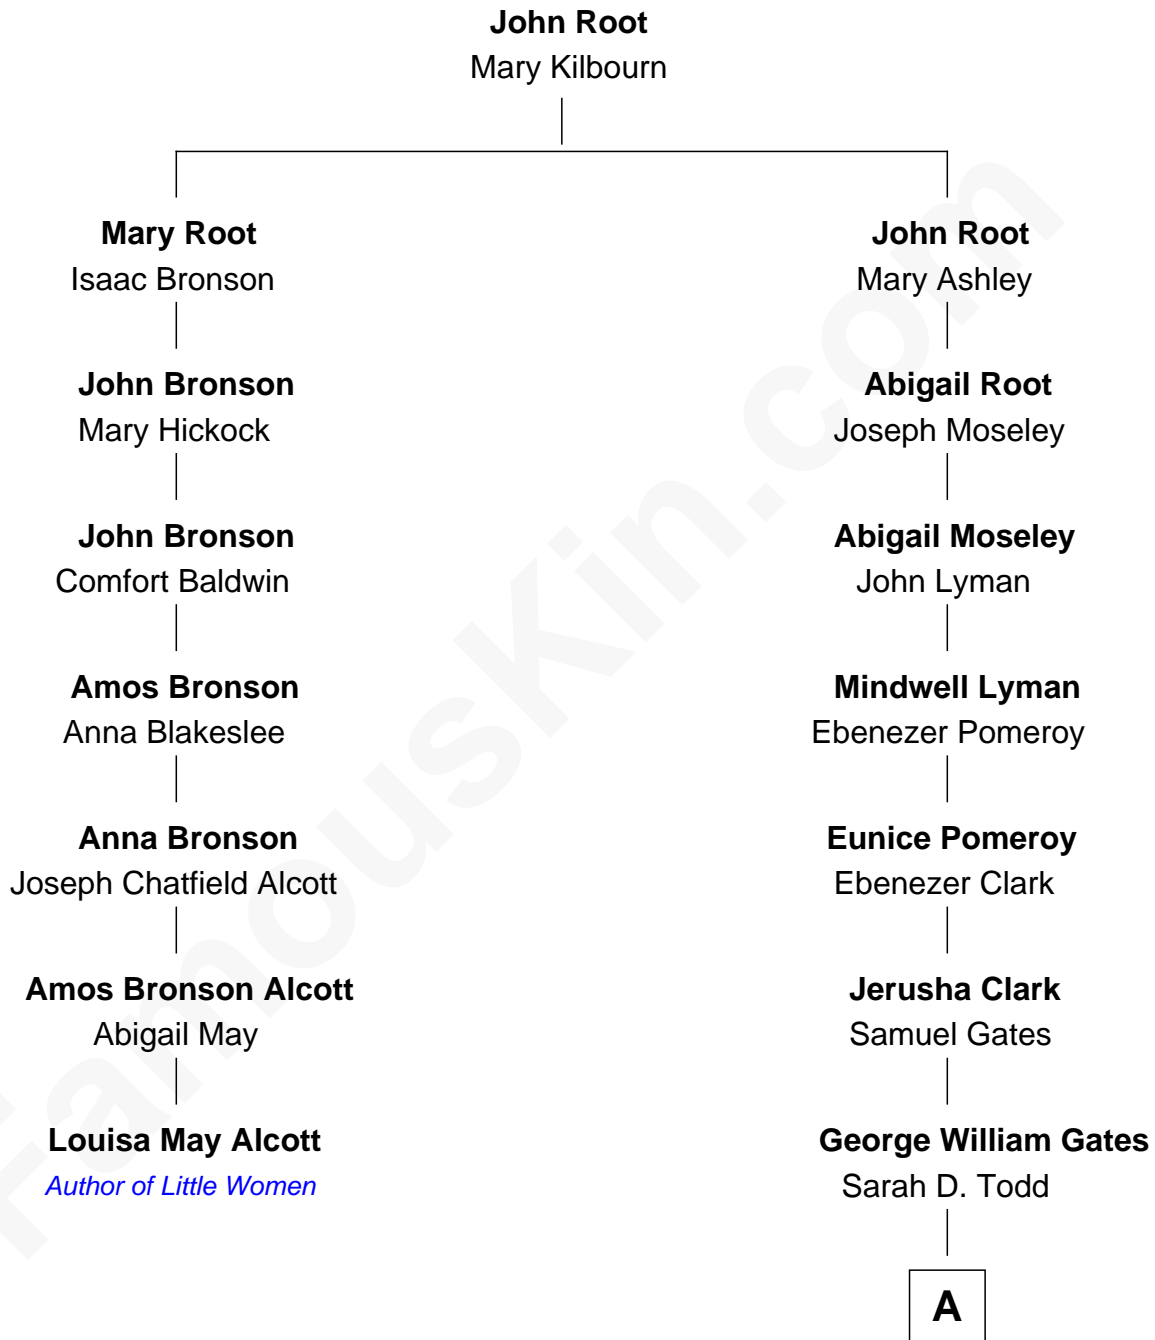 John Root
Mary Kilbourn
Mary Root
Isaac Bronson
John Bronson
Mary Hickock
John Bronson
Comfort Baldwin
Amos Bronson
Anna Blakeslee
Anna Bronson
Joseph Chatfield Alcott
Amos Bronson Alcott
Abigail May
Louisa May Alcott
Author of Little Women
John Root
Mary Ashley
Abigail Root
Joseph Moseley
Abigail Moseley
John Lyman
Mindwell Lyman
Ebenezer Pomeroy
Eunice Pomeroy
Ebenezer Clark
Jerusha Clark
Samuel Gates
George William Gates
Sarah D. Todd
A
FamousKin.com